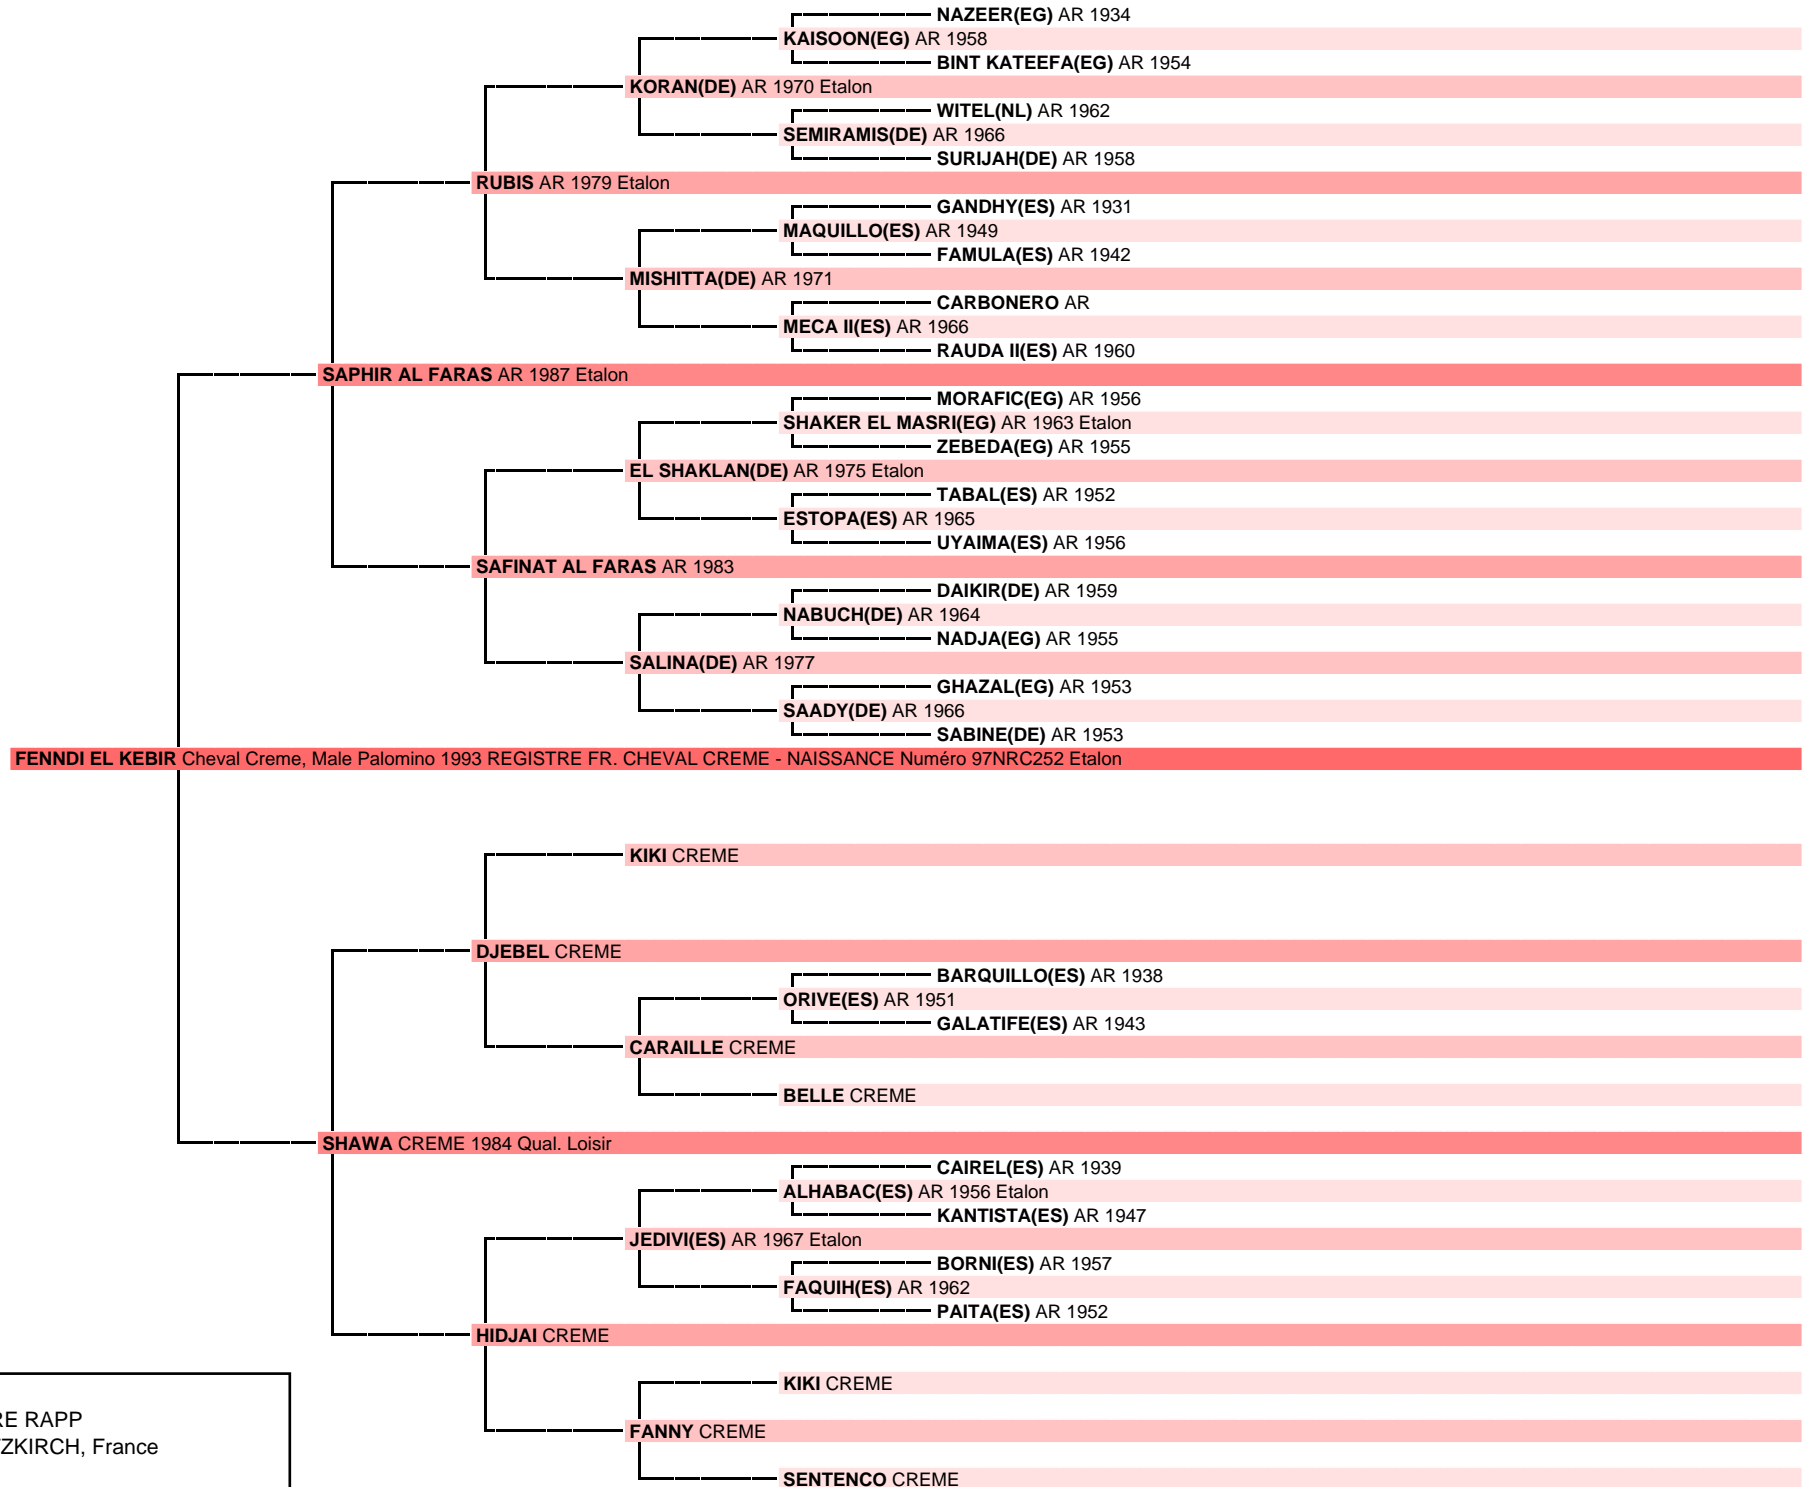 NAZEER(EG) AR 1934
KAISOON(EG) AR 1958
BINT KATEEFA(EG) AR 1954
KORAN(DE) AR 1970 Etalon
WITEL(NL) AR 1962
SEMIRAMIS(DE) AR 1966
SURIJAH(DE) AR 1958
RUBIS AR 1979 Etalon
GANDHY(ES) AR 1931
MAQUILLO(ES) AR 1949
FAMULA(ES) AR 1942
MISHITTA(DE) AR 1971
CARBONERO AR
MECA II(ES) AR 1966
RAUDA II(ES) AR 1960
SAPHIR AL FARAS AR 1987 Etalon
MORAFIC(EG) AR 1956
SHAKER EL MASRI(EG) AR 1963 Etalon
ZEBEDA(EG) AR 1955
EL SHAKLAN(DE) AR 1975 Etalon
TABAL(ES) AR 1952
ESTOPA(ES) AR 1965
UYAIMA(ES) AR 1956
SAFINAT AL FARAS AR 1983
DAIKIR(DE) AR 1959
NABUCH(DE) AR 1964
NADJA(EG) AR 1955
SALINA(DE) AR 1977
GHAZAL(EG) AR 1953
SAADY(DE) AR 1966
SABINE(DE) AR 1953
FENNDI EL KEBIR Cheval Creme, Male Palomino 1993 REGISTRE FR. CHEVAL CREME - NAISSANCE Numéro 97NRC252 Etalon
KIKI CREME
DJEBEL CREME
BARQUILLO(ES) AR 1938
ORIVE(ES) AR 1951
GALATIFE(ES) AR 1943
CARAILLE CREME
BELLE CREME
SHAWA CREME 1984 Qual. Loisir
CAIREL(ES) AR 1939
ALHABAC(ES) AR 1956 Etalon
KANTISTA(ES) AR 1947
JEDIVI(ES) AR 1967 Etalon
BORNI(ES) AR 1957
FAQUIH(ES) AR 1962
PAITA(ES) AR 1952
HIDJAI CREME
KIKI CREME
FANNY CREME
SENTENCO CREME
RE RAPP
ZKIRCH, France